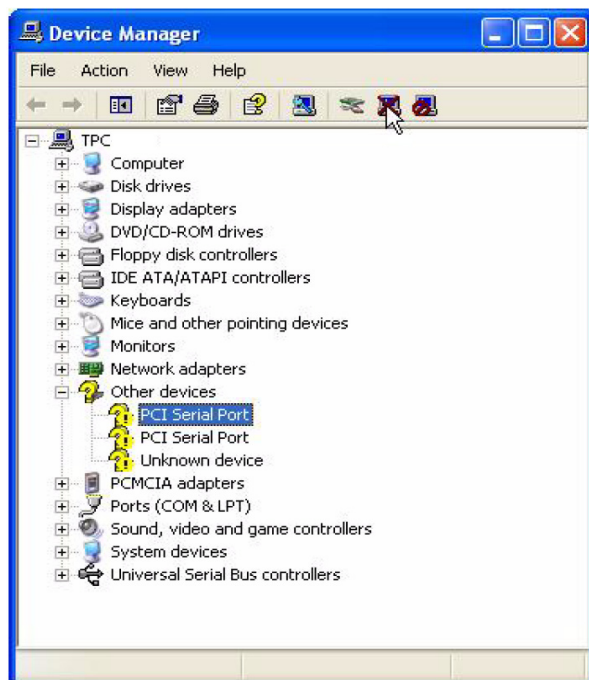 Device Manager
File Action View Help
TPC
Computer
Disk drives
Display adapters
DVD/CD-ROM drives
Floppy disk controllers
IDE ATA/ATAPI controllers
Keyboards
Mice and other pointing devices
Monitors
Network adapters
Other devices
PCI Serial Port
PCI Serial Port
Unknown device
PCMCIA adapters
Ports (COM & LPT)
Sound, video and game controllers
System devices
Universal Serial Bus controllers